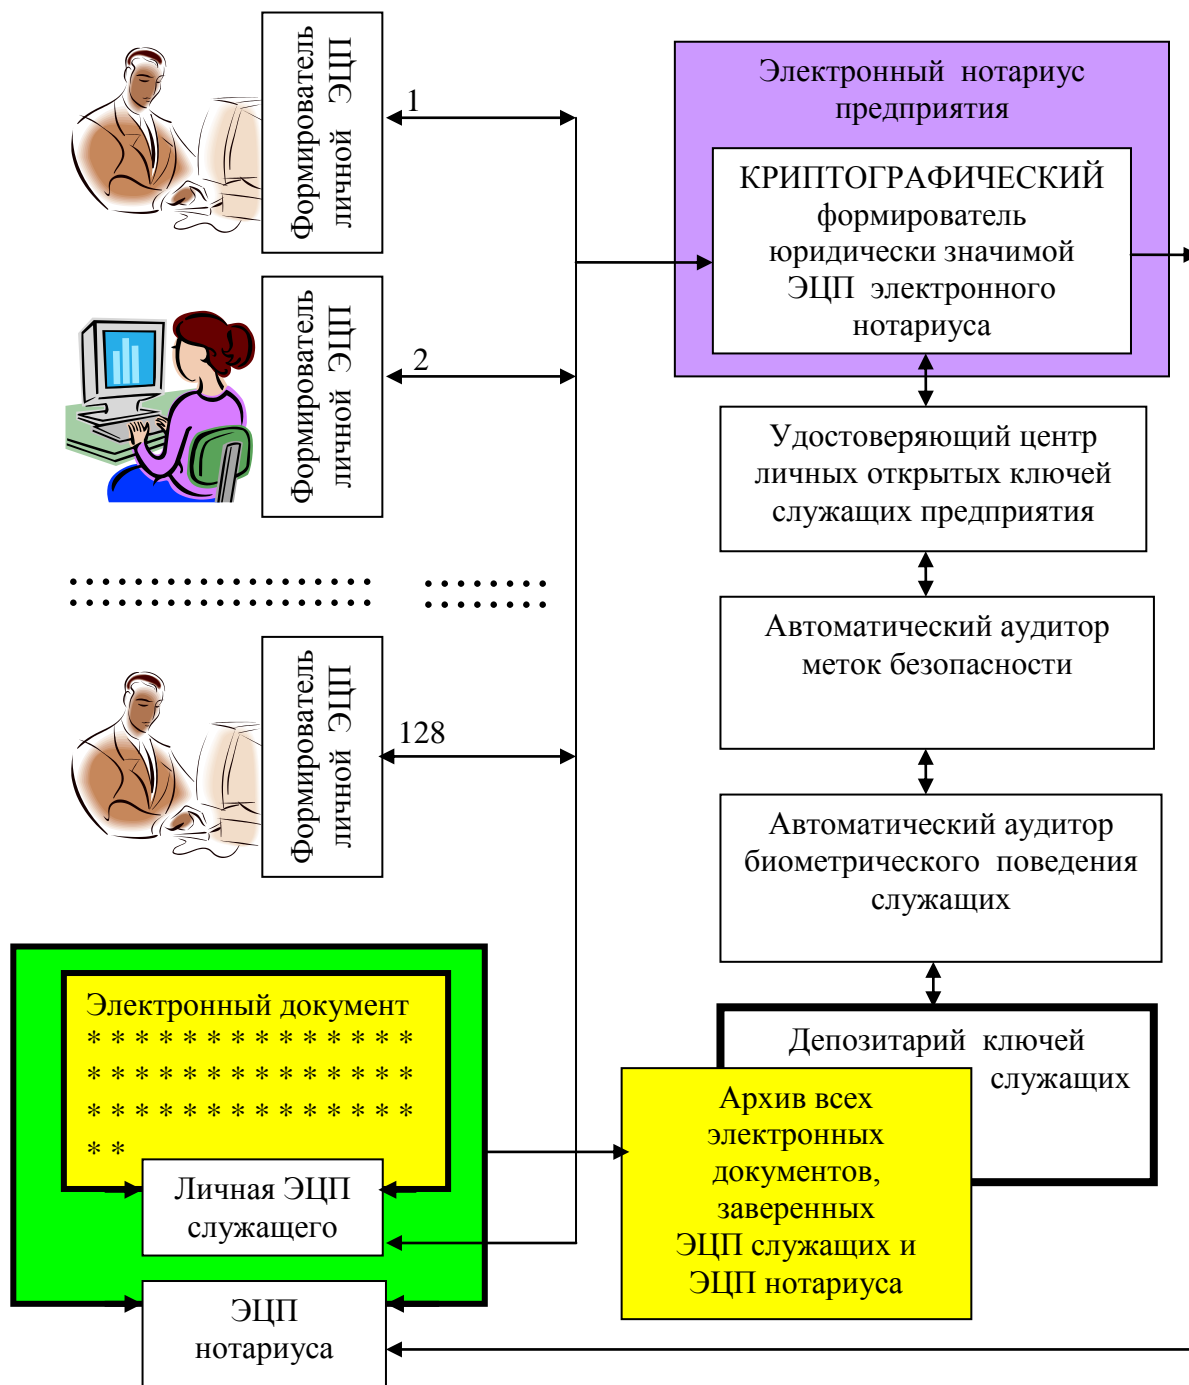 Формирователь
личной ЭЦП
1
Формирователь
личной ЭЦП
2
Формирователь
личной ЭЦП
128
Электронный нотариус
предприятия
КРИПТОГРАФИЧЕСКИЙ
формирователь
юридически значимой
ЭЦП электронного
нотариуса
Удостоверяющий центр
личных открытых ключей
служащих предприятия
Автоматический аудитор
меток безопасности
Автоматический аудитор
биометрического поведения
служащих
Депозитарий ключей
служащих
Архив всех
электронных
документов,
заверенных
ЭЦП служащих и
ЭЦП нотариуса
Электронный документ
* * * * * * * * * * * * * *
* * * * * * * * * * * * * *
* * * * * * * * * * * * * *
* *
Личная ЭЦП
служащего
ЭЦП
нотариуса